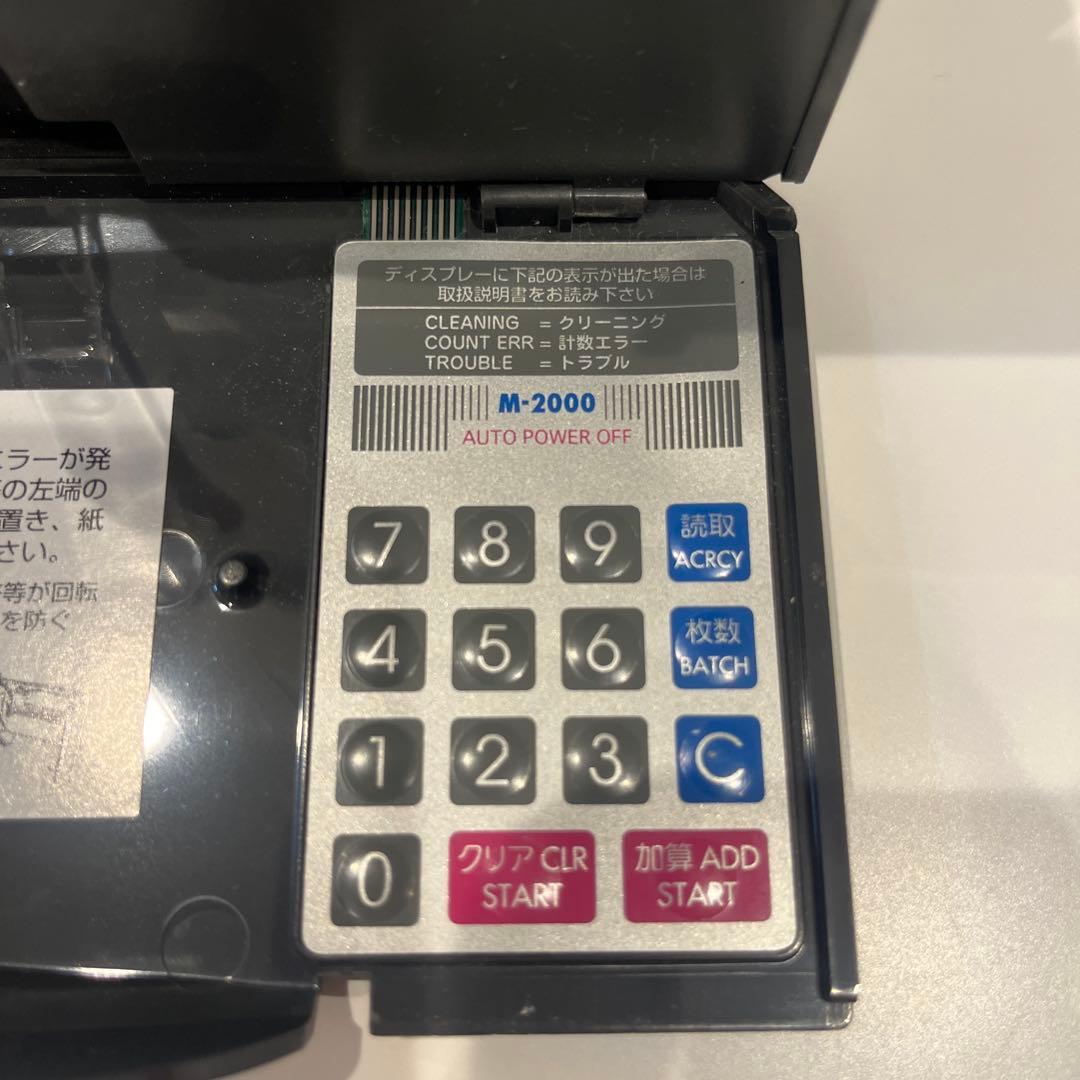 ディスプレーに下記の表示が出た場合は
取扱説明書をお読み下さい
CLEANING = クリーニング
COUNT ERR = 計数エラー
TROUBLE = トラブル
M-2000
AUTO POWER OFF
エラーが発
の左端の
置き、紙
さい。
等が回転
を防ぐ
7 8 9 読取
ACRCY
4 5 6 枚数
BATCH
1 2 3 C
0 クリア CLR 加算 ADD
START START